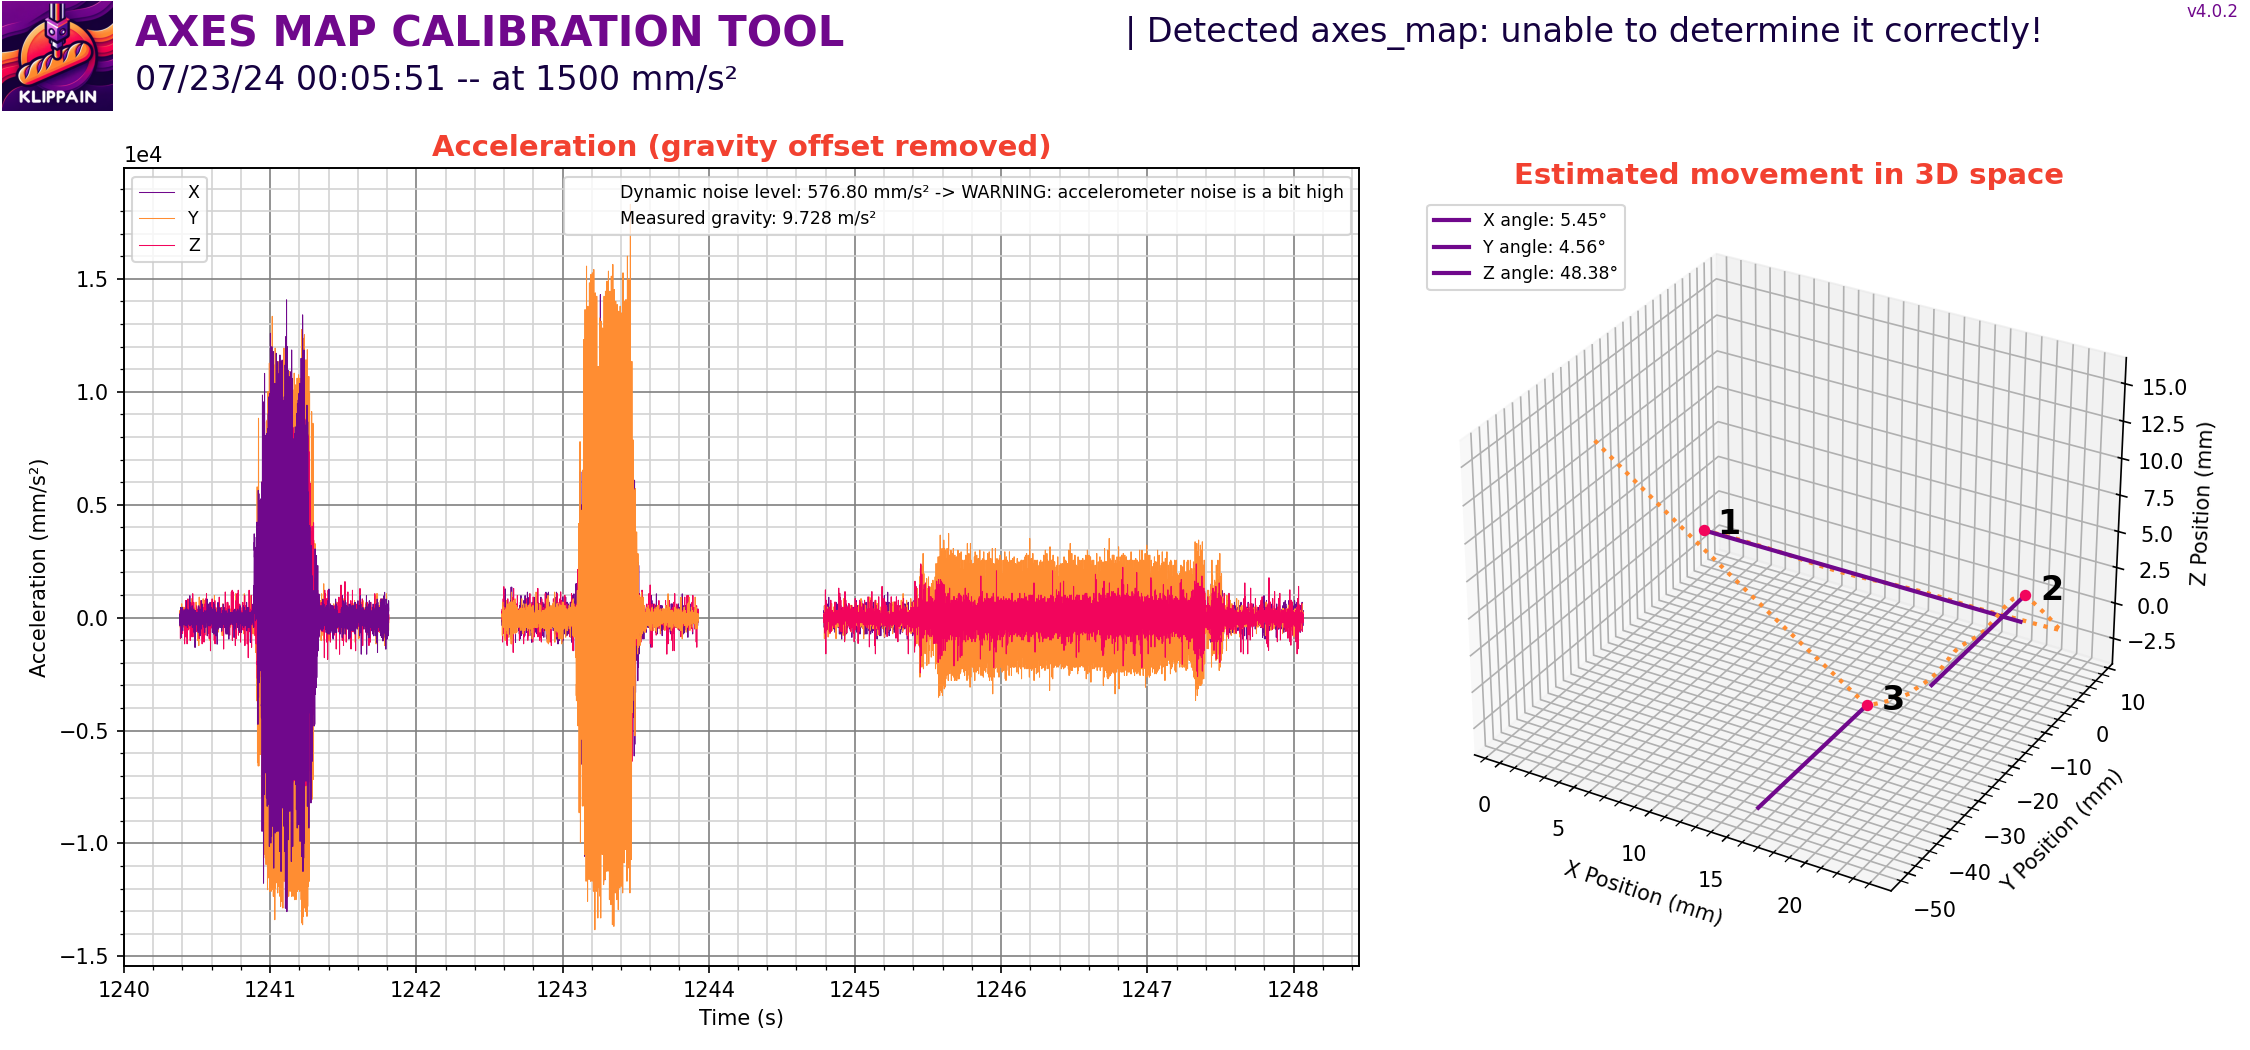 KLIPPAIN
AXES MAP CALIBRATION TOOL
07/23/24 00:05:51 -- at 1500 mm/s²
| Detected axes_map: unable to determine it correctly!
v4.0.2
Acceleration (gravity offset removed)
1e4
X
Y
Z
Dynamic noise level: 576.80 mm/s² -> WARNING: accelerometer noise is a bit high
Measured gravity: 9.728 m/s²
1.5
1.0
0.5
0.0
−0.5
−1.0
−1.5
Acceleration (mm/s²)
1240
1241
1242
1243
1244
1245
1246
1247
1248
Time (s)
Estimated movement in 3D space
X angle: 5.45°
Y angle: 4.56°
Z angle: 48.38°
1
2
3
15.0
12.5
10.0
7.5
5.0
2.5
0.0
−2.5
Z Position (mm)
10
0
−10
−20
−30
−40
−50
Y Position (mm)
0
5
10
15
20
X Position (mm)